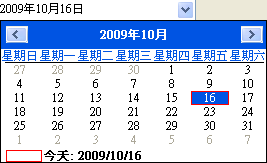 2009年10月16日
2009年10月
星期日 星期一 星期二 星期三 星期四 星期五 星期六
27 28 29 30 1 2 3
4 5 6 7 8 9 10
11 12 13 14 15 16 17
18 19 20 21 22 23 24
25 26 27 28 29 30 31
1 2 3 4 5 6 7
今天: 2009/10/16